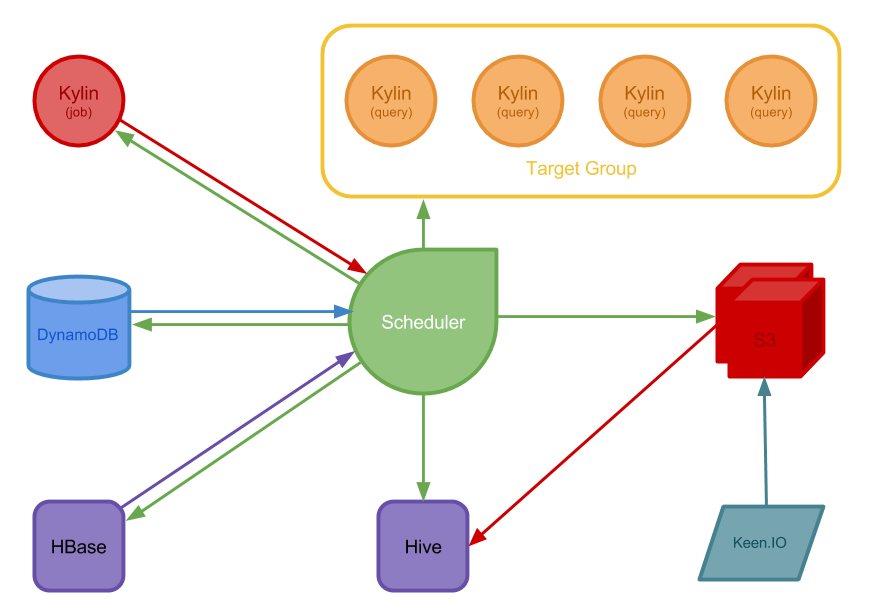 Kylin
(job)
Kylin
(query)
Kylin
(query)
Kylin
(query)
Kylin
(query)
Target Group
DynamoDB
Scheduler
S3
HBase
Hive
Keen.IO